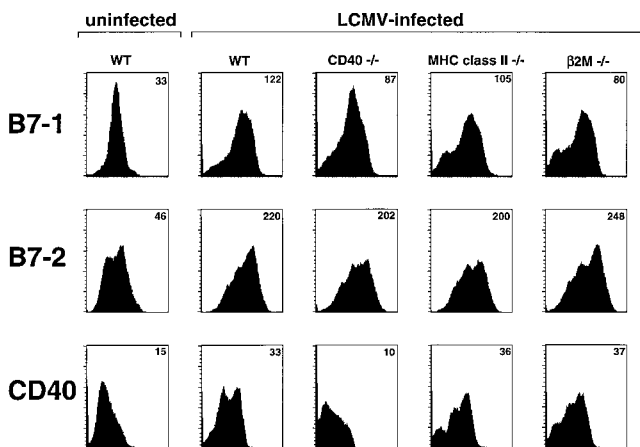 uninfected LCMV-infected
WT WT CD40 -/- MHC class II -/- β2M -/-
B7-1 33 122 87 105 80
B7-2 46 220 202 200 248
CD40 15 33 10 36 37